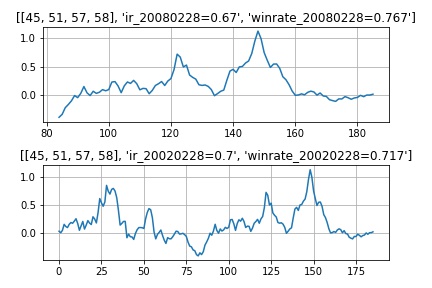 [[45, 51, 57, 58], 'ir_20080228=0.67', 'winrate_20080228=0.767']
1.0
0.5
0.0
80 100 120 140 160 180
[[45, 51, 57, 58], 'ir_20020228=0.7', 'winrate_20020228=0.717']
1.0
0.5
0.0
0 25 50 75 100 125 150 175